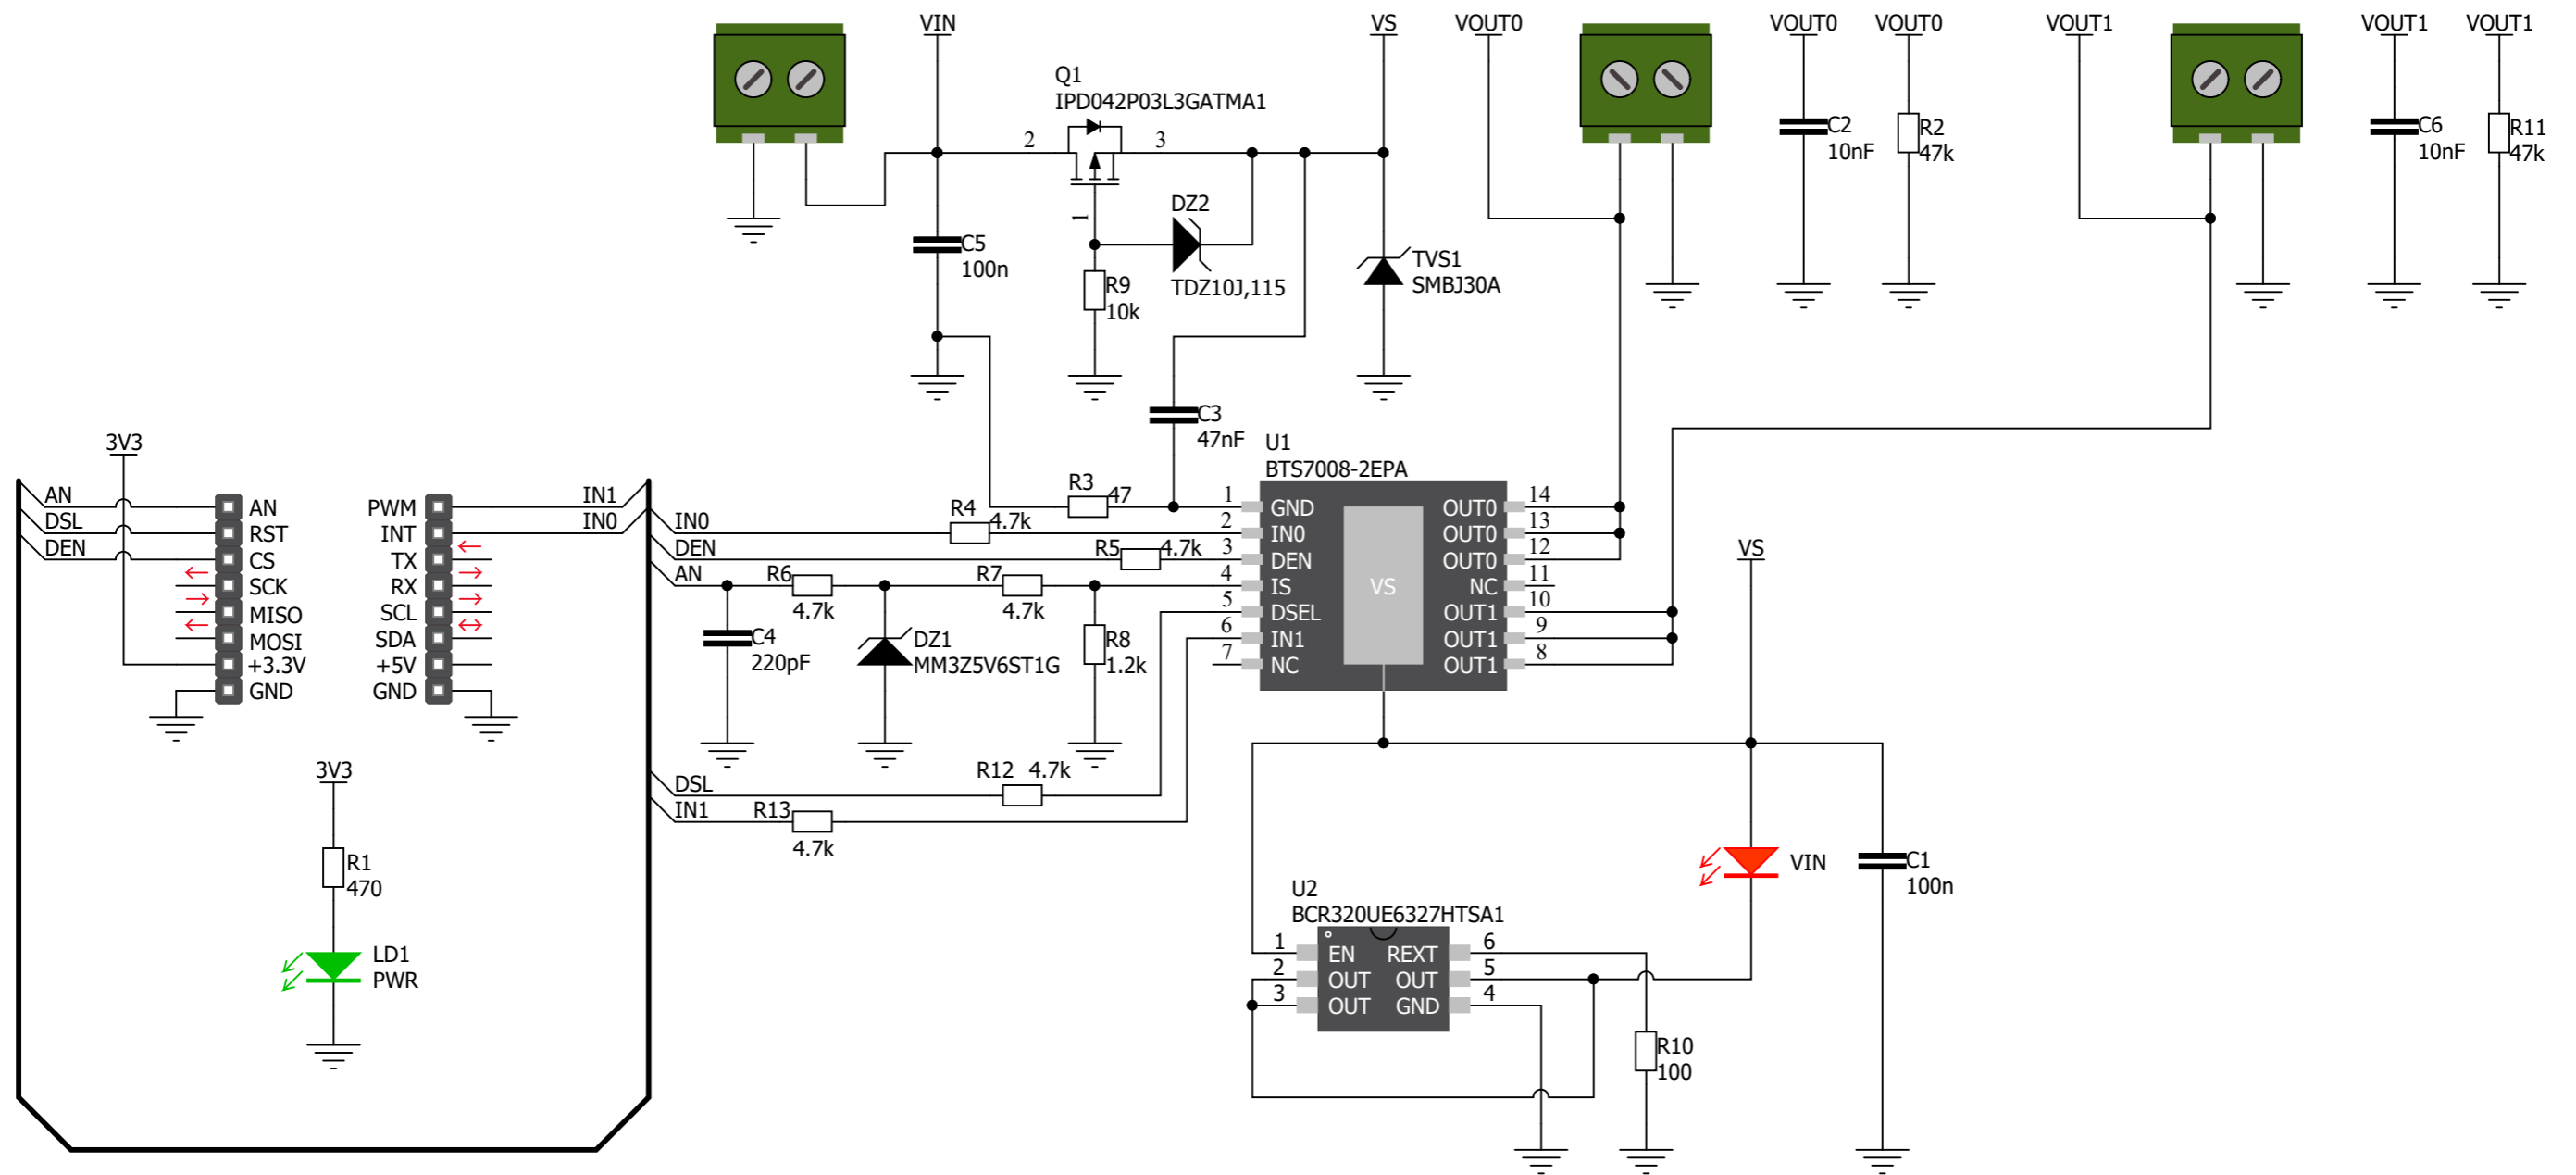 VIN
VS
VOUT0
VOUT0
VOUT0
VOUT1
VOUT1
VOUT1
Q1
IPD042P03L3GATMA1
2
3
1
C5
100n
DZ2
TDZ10J,115
R9
10k
TVS1
SMBJ30A
C2
10nF
R2
47k
C6
10nF
R11
47k
C3
47nF
U1
BTS7008-2EPA
3V3
AN
DSL
DEN
AN
RST
CS
SCK
MISO
MOSI
+3.3V
GND
PWM
INT
TX
RX
SCL
SDA
+5V
GND
IN1
IN0
IN0
DEN
AN
R3
47
R4
4.7k
R5
4.7k
R6
4.7k
R7
4.7k
C4
220pF
DZ1
MM3Z5V6ST1G
R8
1.2k
1
2
3
4
5
6
7
GND
IN0
DEN
IS
DSEL
IN1
NC
VS
OUT0
OUT0
OUT0
NC
OUT1
OUT1
OUT1
14
13
12
11
10
9
8
DSL
IN1
R12
4.7k
R13
4.7k
3V3
R1
470
LD1
PWR
VS
VIN
C1
100n
U2
BCR320UE6327HTSA1
1
2
3
EN
OUT
OUT
REXT
OUT
GND
6
5
4
R10
100